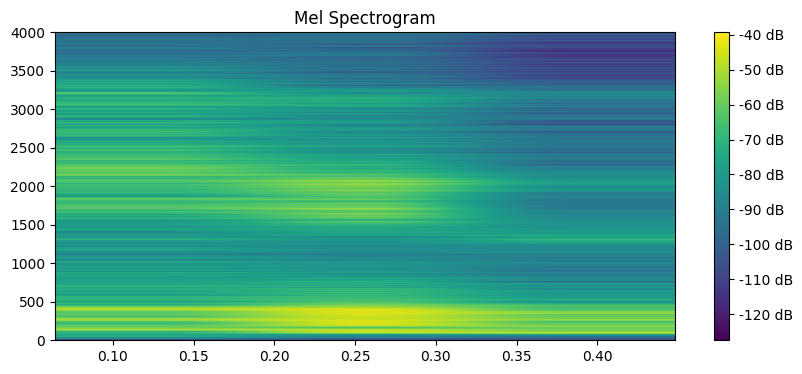 Mel Spectrogram
4000
3500
3000
2500
2000
1500
1000
500
0
0.10 0.15 0.20 0.25 0.30 0.35 0.40
-40 dB
-50 dB
-60 dB
-70 dB
-80 dB
-90 dB
-100 dB
-110 dB
-120 dB